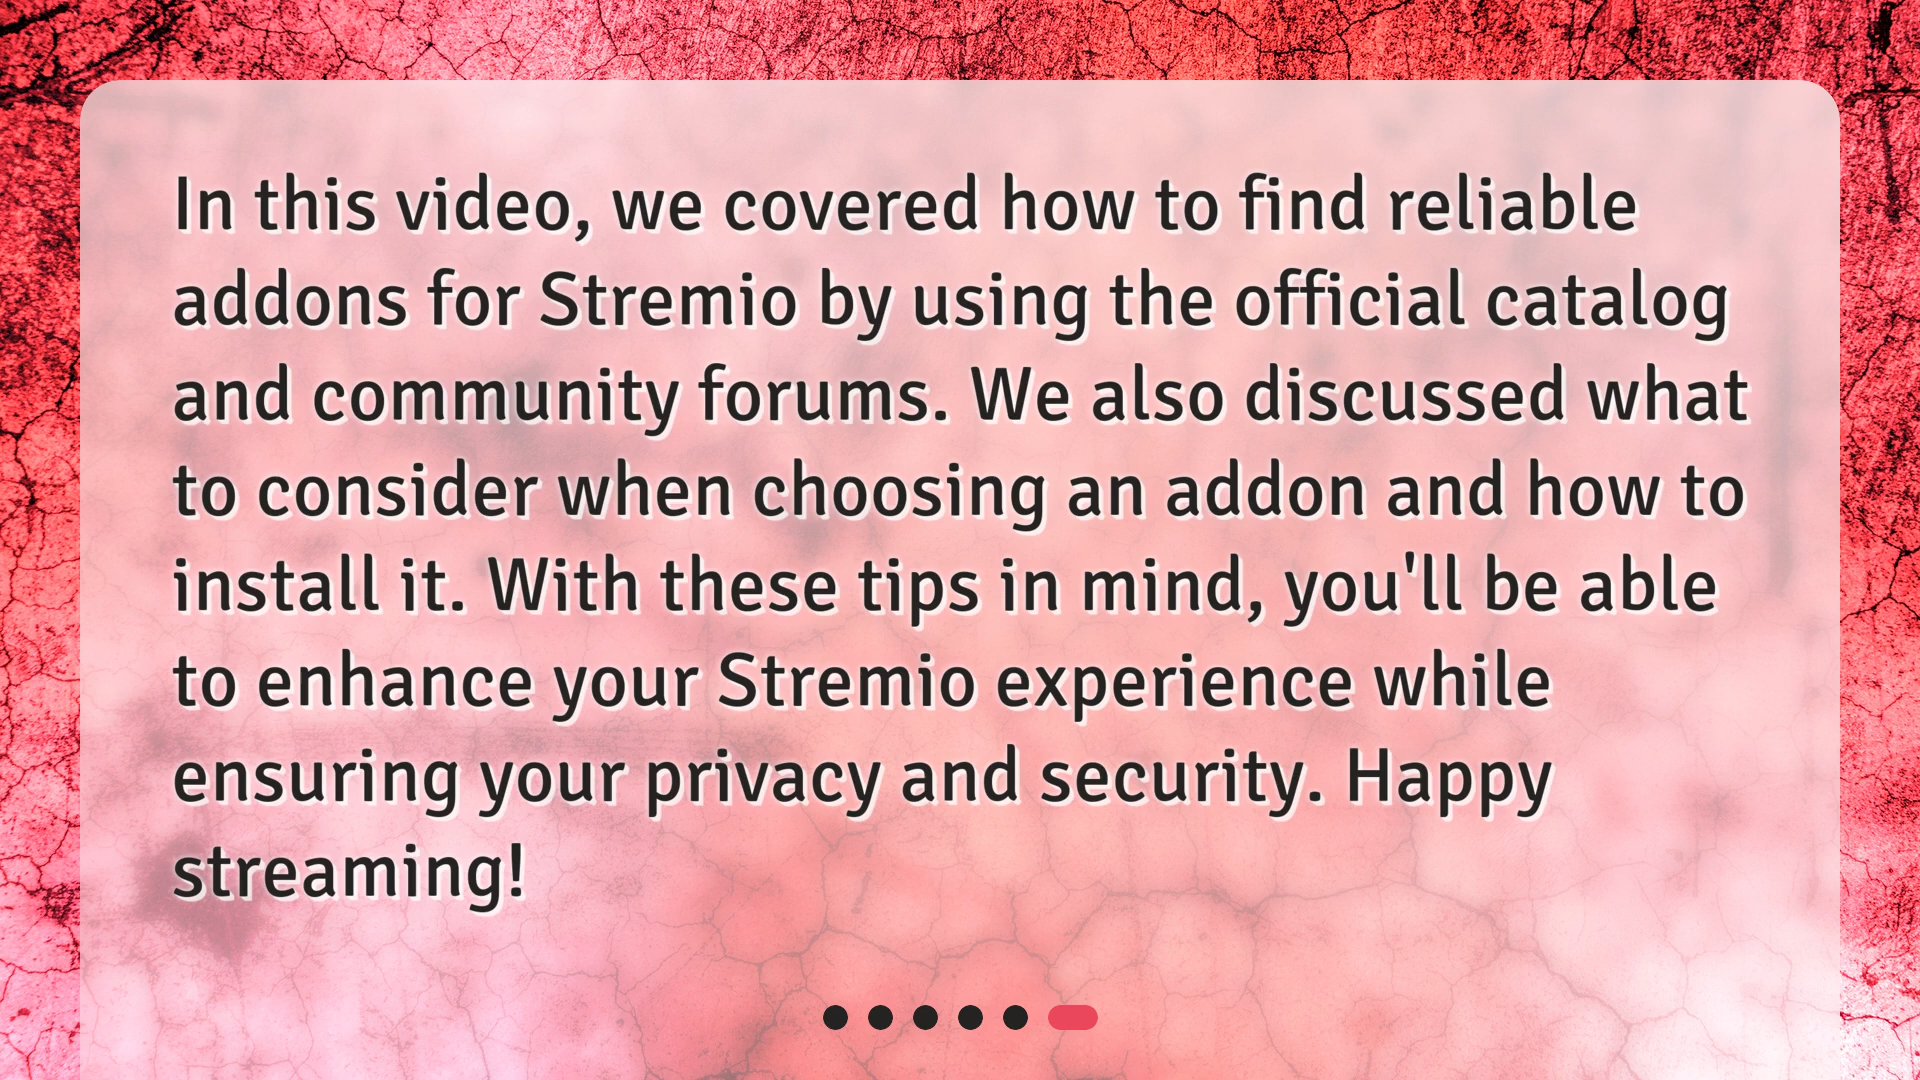 In this video, we covered how to find reliable
addons for Stremio by using the official catalog
and community forums. We also discussed what
to consider when choosing an addon and how to
install it. With these tips in mind, you'll be able
to enhance your Stremio experience while
ensuring your privacy and security. Happy
streaming!